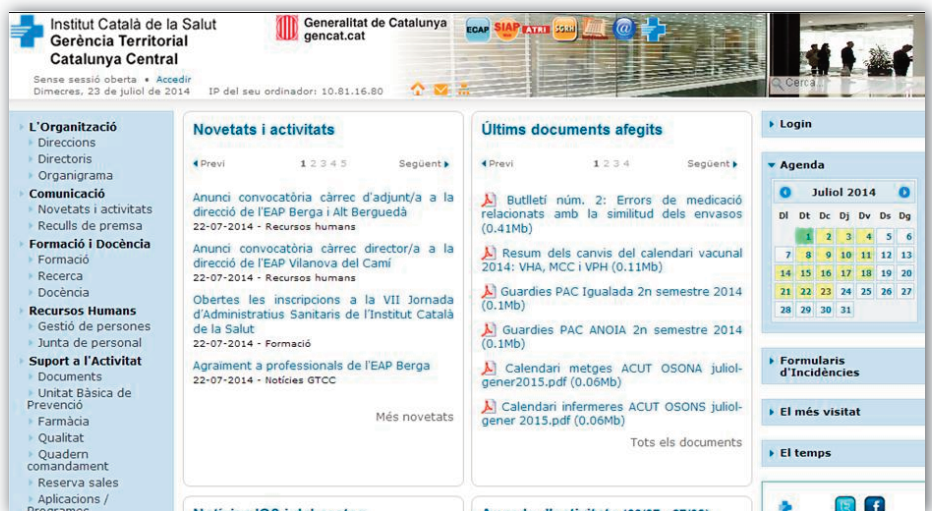 Institut Català de la Salut
Gerència Territorial
Catalunya Central
Generalitat de Catalunya
gencat.cat
ECAP SIAP ATRI
Sense sessió oberta • Accedir
Dimecres, 23 de juliol de 2014 IP del seu ordinador: 10.81.16.80
Cerca...
L'Organització
Direccions
Directoris
Organigrama
Comunicació
Novetats i activitats
Reculls de premsa
Formació i Docència
Formació
Recerca
Docència
Recursos Humans
Gestió de persones
Junta de personal
Suport a l'Activitat
Documents
Unitat Bàsica de
Prevenció
Farmàcia
Qualitat
Quadern
comandament
Reserva sales
Aplicacions /
Programes
Novetats i activitats
Previ 1 2 3 4 5 Següent
Anunci convocatòria càrrec d'adjunt/a a la
direcció de l'EAP Berga i Alt Berguedà
22-07-2014 - Recursos humans
Anunci convocatòria càrrec director/a a la
direcció de l'EAP Vilanova del Camí
22-07-2014 - Recursos humans
Obertes les inscripcions a la VII Jornada
d'Administratius Sanitaris de l'Institut Català
de la Salut
22-07-2014 - Formació
Agraiment a professionals de l'EAP Berga
22-07-2014 - Notícies GTCC
Més novetats
Últims documents afegits
Previ 1 2 3 4 Següent
Butlletí núm. 2: Errors de medicació
relacionats amb la similitud dels envasos
(0.41Mb)
Resum dels canvis del calendari vacunal
2014: VHA, MCC i VPH (0.11Mb)
Guardies PAC Igualada 2n semestre 2014
(0.1Mb)
Guardies PAC ANOIA 2n semestre 2014
(0.1Mb)
Calendari metges ACUT OSONA juliol-
gener2015.pdf (0.06Mb)
Calendari infermeres ACUT OSONS juliol-
gener 2015.pdf (0.06Mb)
Tots els documents
Login
Agenda
Juliol 2014
Dl Dt Dc Dj Dv Ds Dg
1 2 3 4 5 6
7 8 9 10 11 12 13
14 15 16 17 18 19 20
21 22 23 24 25 26 27
28 29 30 31
Formularis
d'Incidències
El més visitat
El temps